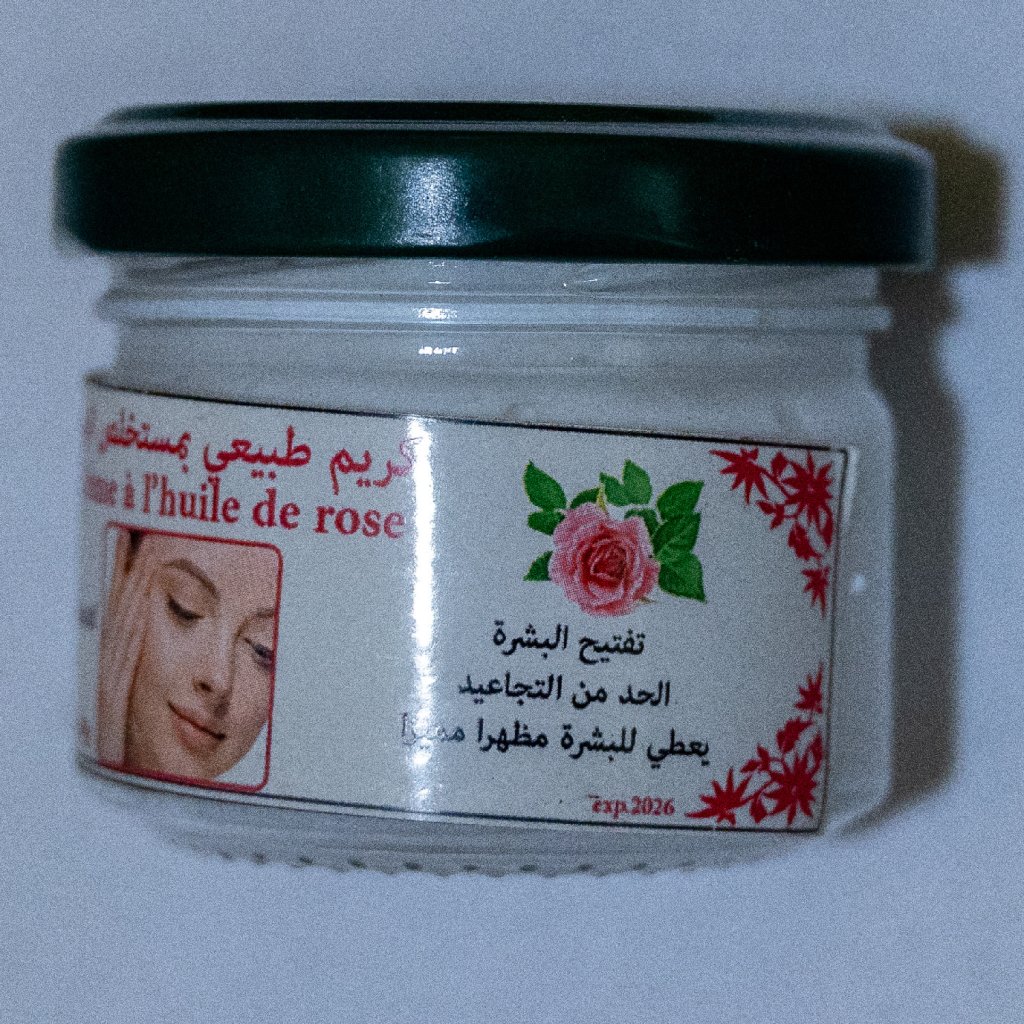 كريم طبيعي بمستخلص
à l'huile de rose
تفتيح البشرة
الحد من التجاعيد
يعطي للبشرة مظهرا مميزا
exp.2026